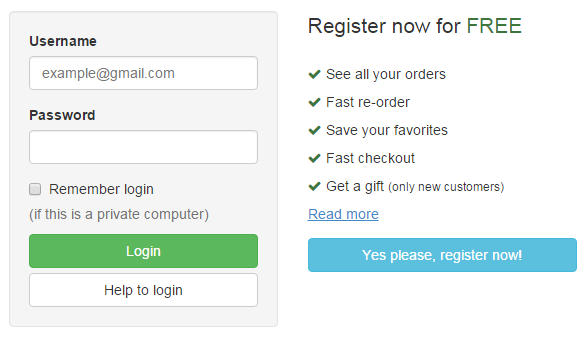 Username
example@gmail.com
Password
Remember login
(if this is a private computer)
Login
Help to login
Register now for FREE
See all your orders
Fast re-order
Save your favorites
Fast checkout
Get a gift (only new customers)
Read more
Yes please, register now!